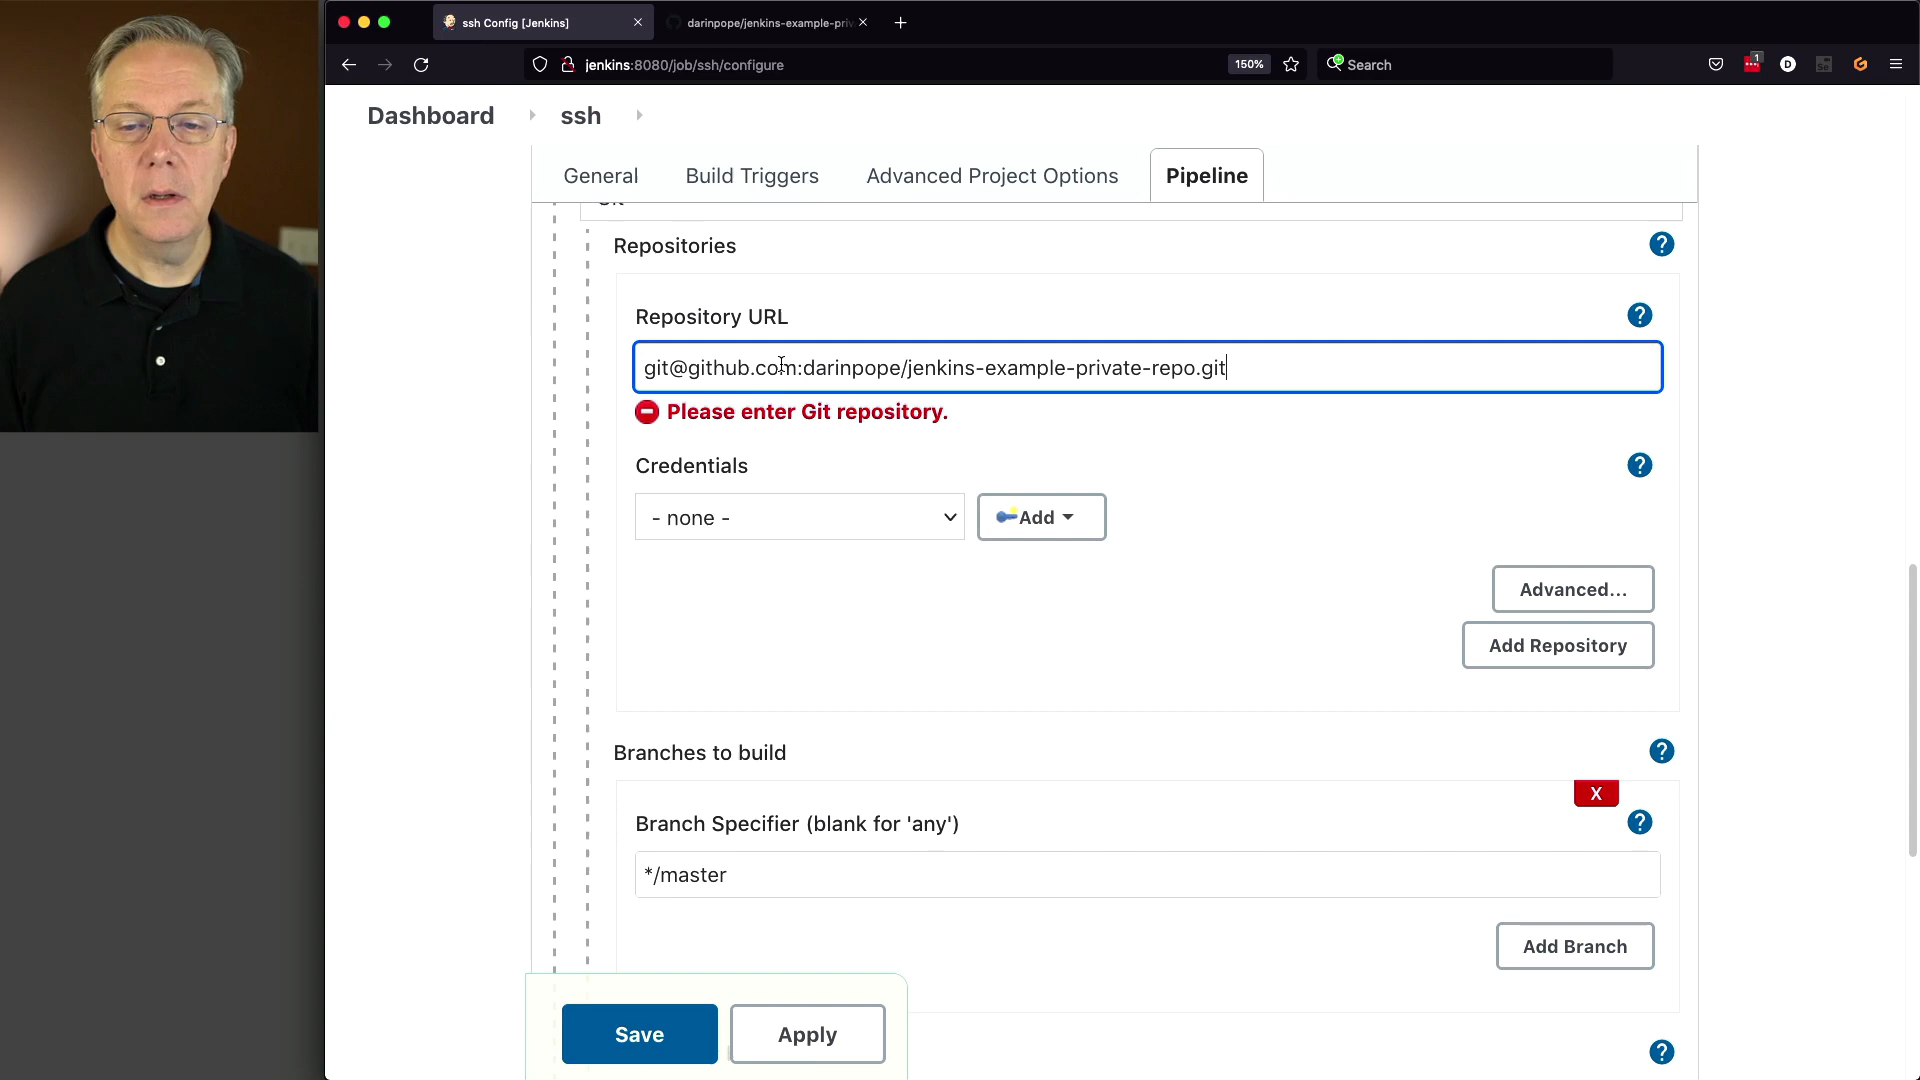 ssh Config [Jenkins]
darinpope/jenkins-example-priv
jenkins:8080/job/ssh/configure
150%
Search
1
D
Dashboard
ssh
General
Build Triggers
Advanced Project Options
Pipeline
Repositories
?
Repository URL
?
git@github.com:darinpope/jenkins-example-private-repo.git
Please enter Git repository.
Credentials
?
- none -
Add
Advanced...
Add Repository
Branches to build
?
X
Branch Specifier (blank for 'any')
?
*/master
Add Branch
Save
Apply
?